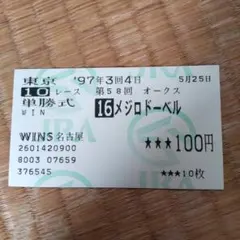 東京 '97年3回4日 5月25日
10レース 第58回 オークス
単勝式
WIN
16 メジロドーベル
★★★100円
WINS名古屋
2601420900
8003 07659
376545
★★★10枚